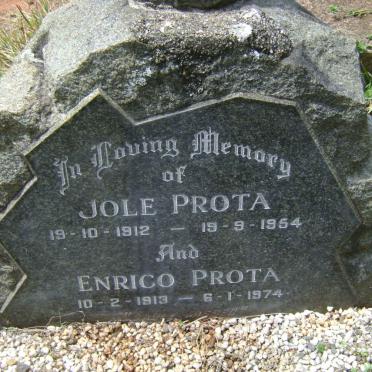 In Loving Memory
of
JOLE PROTA
19-10-1912 — 19-9-1954
And
ENRICO PROTA
10-2-1913 — 6-1-1974